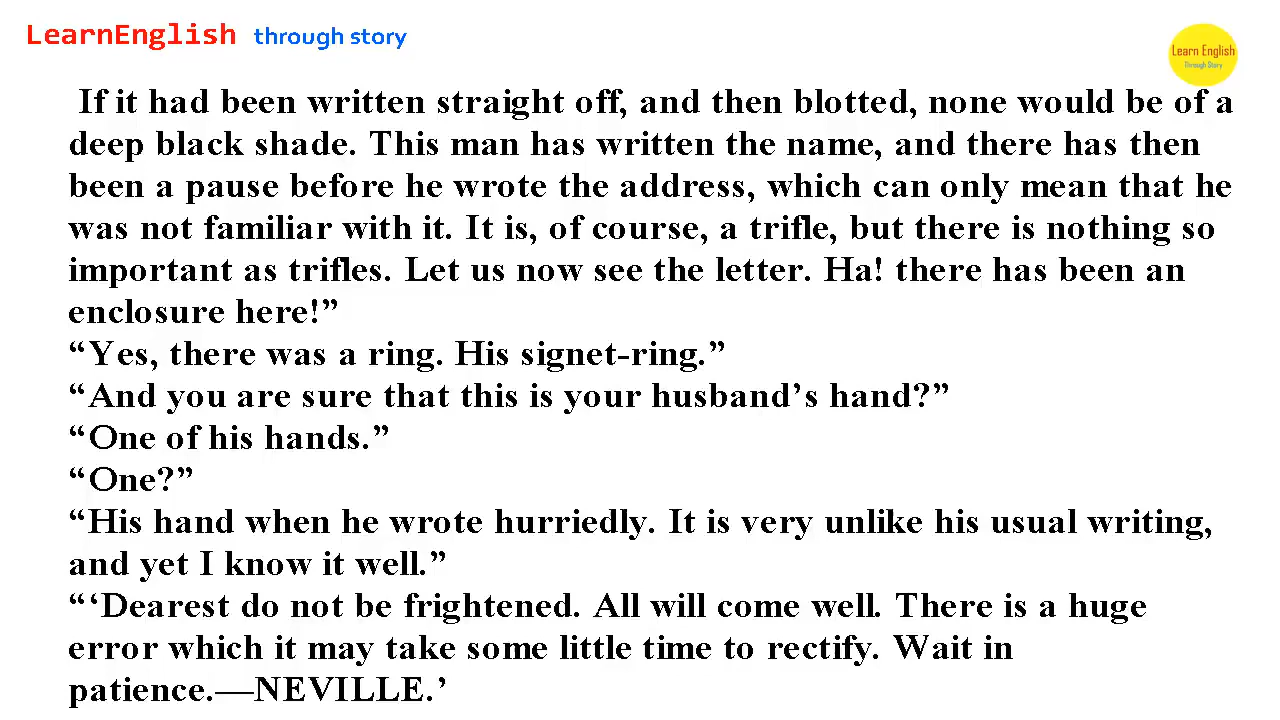 LearnEnglish through story
Learn English
Through Story
If it had been written straight off, and then blotted, none would be of a
deep black shade. This man has written the name, and there has then
been a pause before he wrote the address, which can only mean that he
was not familiar with it. It is, of course, a trifle, but there is nothing so
important as trifles. Let us now see the letter. Ha! there has been an
enclosure here!”
“Yes, there was a ring. His signet-ring.”
“And you are sure that this is your husband’s hand?”
“One of his hands.”
“One?”
“His hand when he wrote hurriedly. It is very unlike his usual writing,
and yet I know it well.”
“‘Dearest do not be frightened. All will come well. There is a huge
error which it may take some little time to rectify. Wait in
patience.—NEVILLE.’